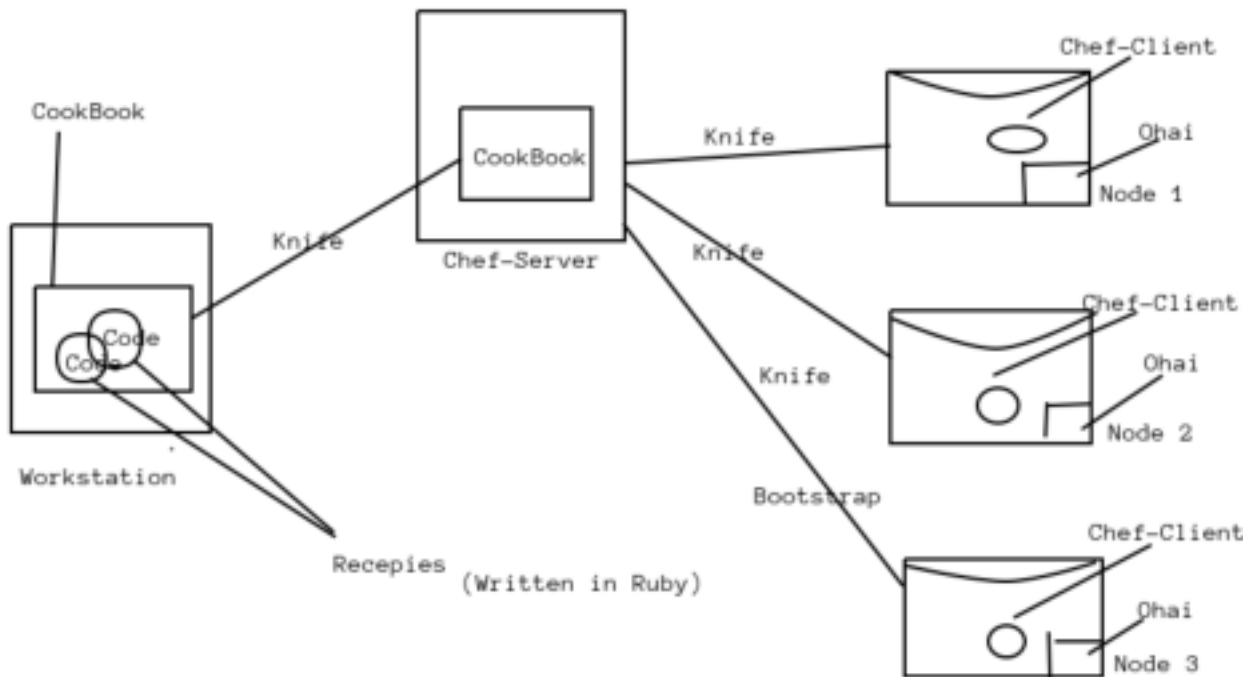 CookBook
Code
Code
Workstation
Recepies
(Written in Ruby)
Knife
CookBook
Chef-Server
Knife
Knife
Knife
Bootstrap
Chef-Client
Ohai
Node 1
Chef-Client
Ohai
Node 2
Chef-Client
Ohai
Node 3